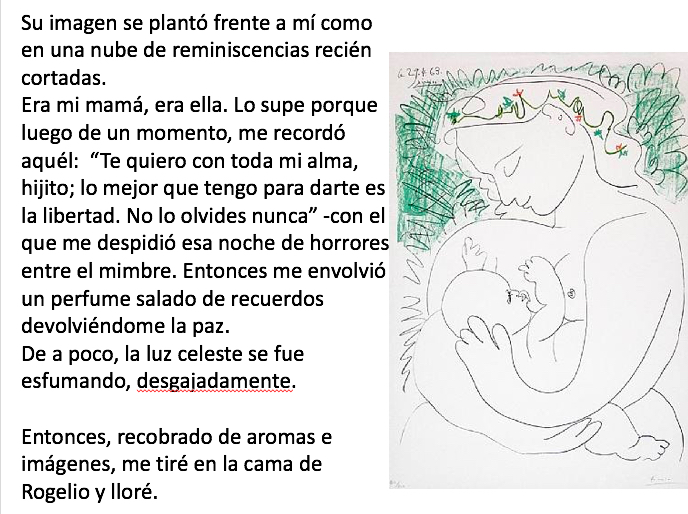 Su imagen se plantó frente a mí como
en una nube de reminiscencias recién
cortadas.
Era mi mamá, era ella. Lo supe porque
luego de un momento, me recordó
aquél:  “Te quiero con toda mi alma,
hijito; lo mejor que tengo para darte es
la libertad. No lo olvides nunca” -con el
que me despidió esa noche de horrores
entre el mimbre. Entonces me envolvió
un perfume salado de recuerdos
devolviéndome la paz.
De a poco, la luz celeste se fue
esfumando, desgajadamente.
Entonces, recobrado de aromas e
imágenes, me tiré en la cama de
Rogelio y lloré.